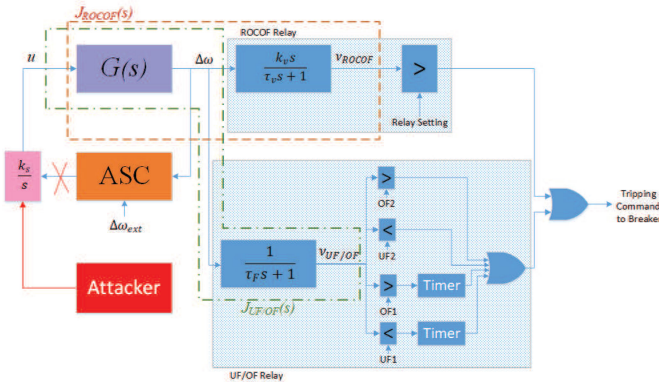 J_ROCOF(s)
ROCOF Relay
u
G(s)
Δω
k_v s
τ_v s + 1
v_ROCOF
>
Relay Setting
k_s
s
ASC
Δω_ext
Attacker
1
τ_F s + 1
v_UF/OF
J_UF/OF(s)
>
OF2
<
UF2
>
OF1
Timer
<
UF1
Timer
UF/OF Relay
Tripping
Command
to Breaker